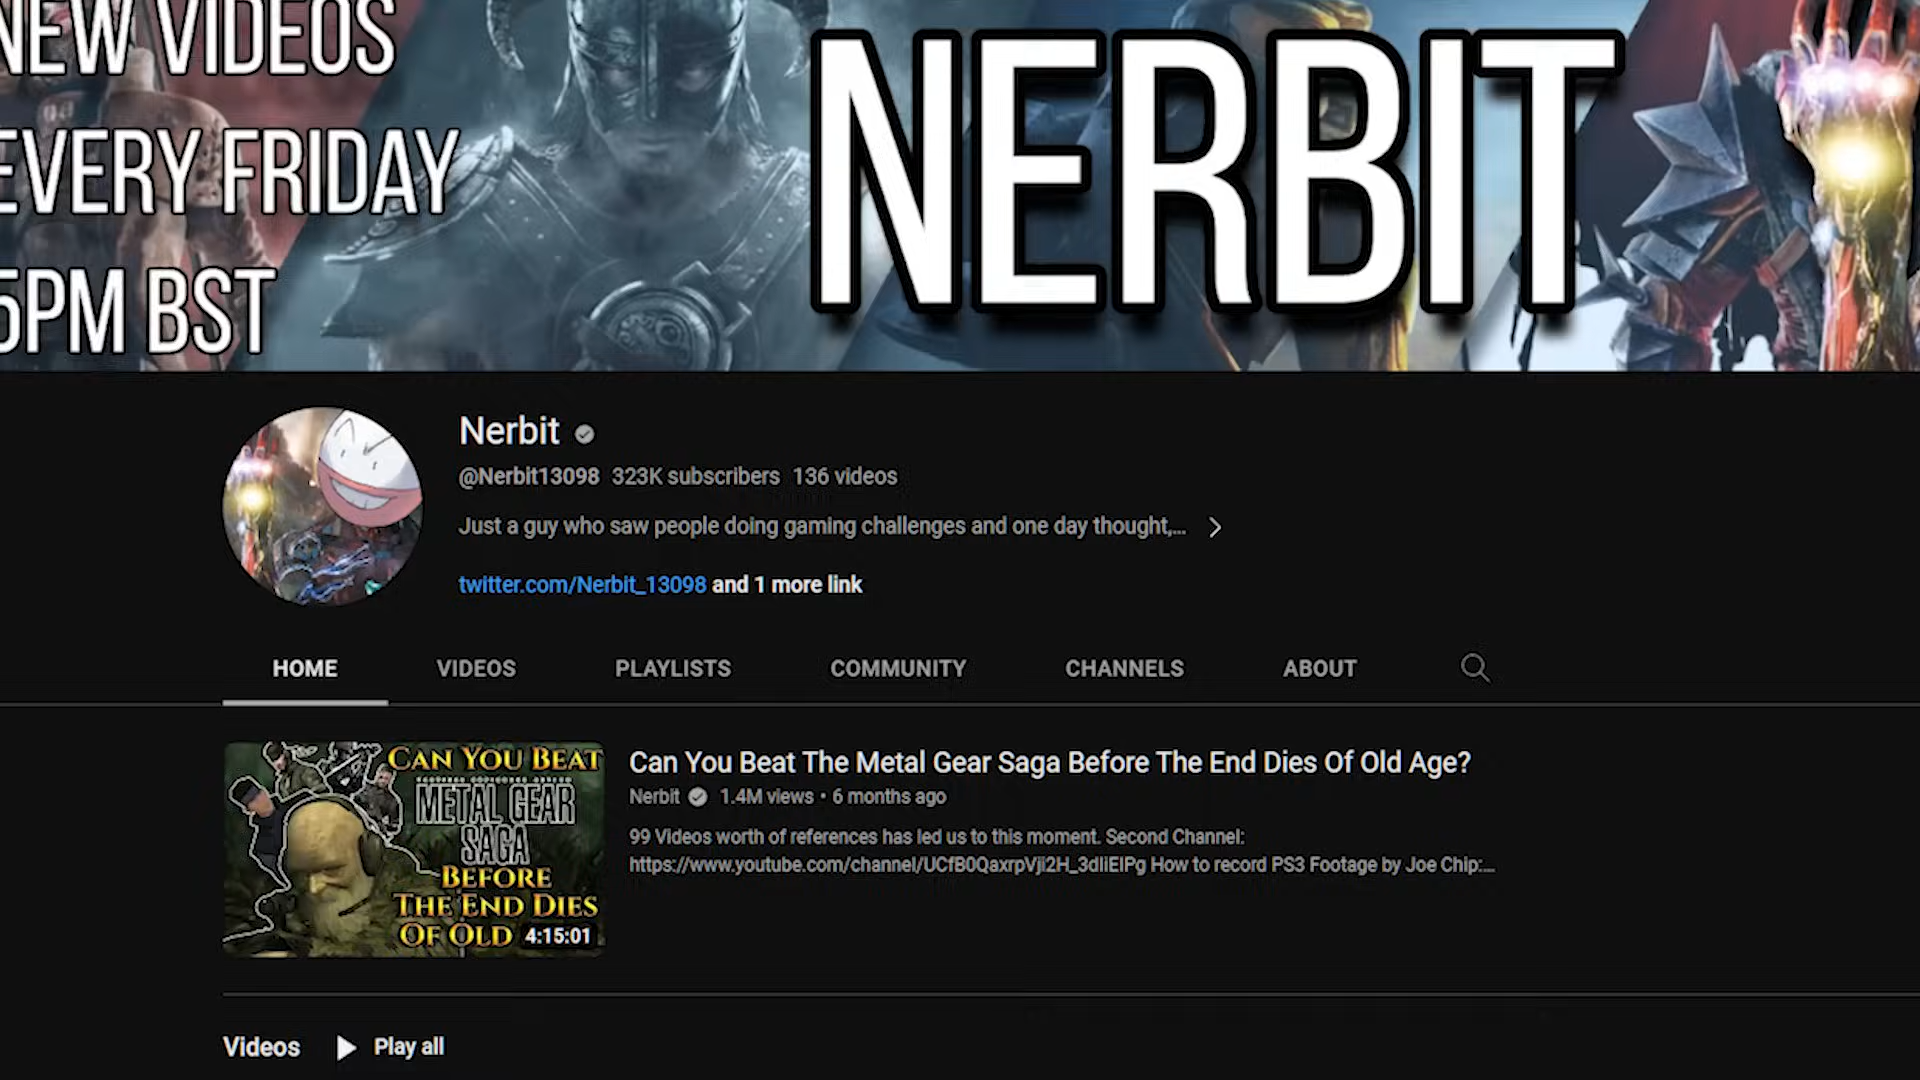 NEW VIDEOS
EVERY FRIDAY
5PM BST
NERBIT
Nerbit
@Nerbit13098 323K subscribers 136 videos
Just a guy who saw people doing gaming challenges and one day thought,...
twitter.com/Nerbit_13098 and 1 more link
HOME VIDEOS PLAYLISTS COMMUNITY CHANNELS ABOUT
CAN YOU BEAT
METAL GEAR
SAGA
BEFORE
THE END DIES
OF OLD 4:15:01
Can You Beat The Metal Gear Saga Before The End Dies Of Old Age?
Nerbit 1.4M views • 6 months ago
99 Videos worth of references has led us to this moment. Second Channel:
https://www.youtube.com/channel/UCfB0QaxrpVji2H_3dIiEIPg How to record PS3 Footage by Joe Chip:...
Videos Play all